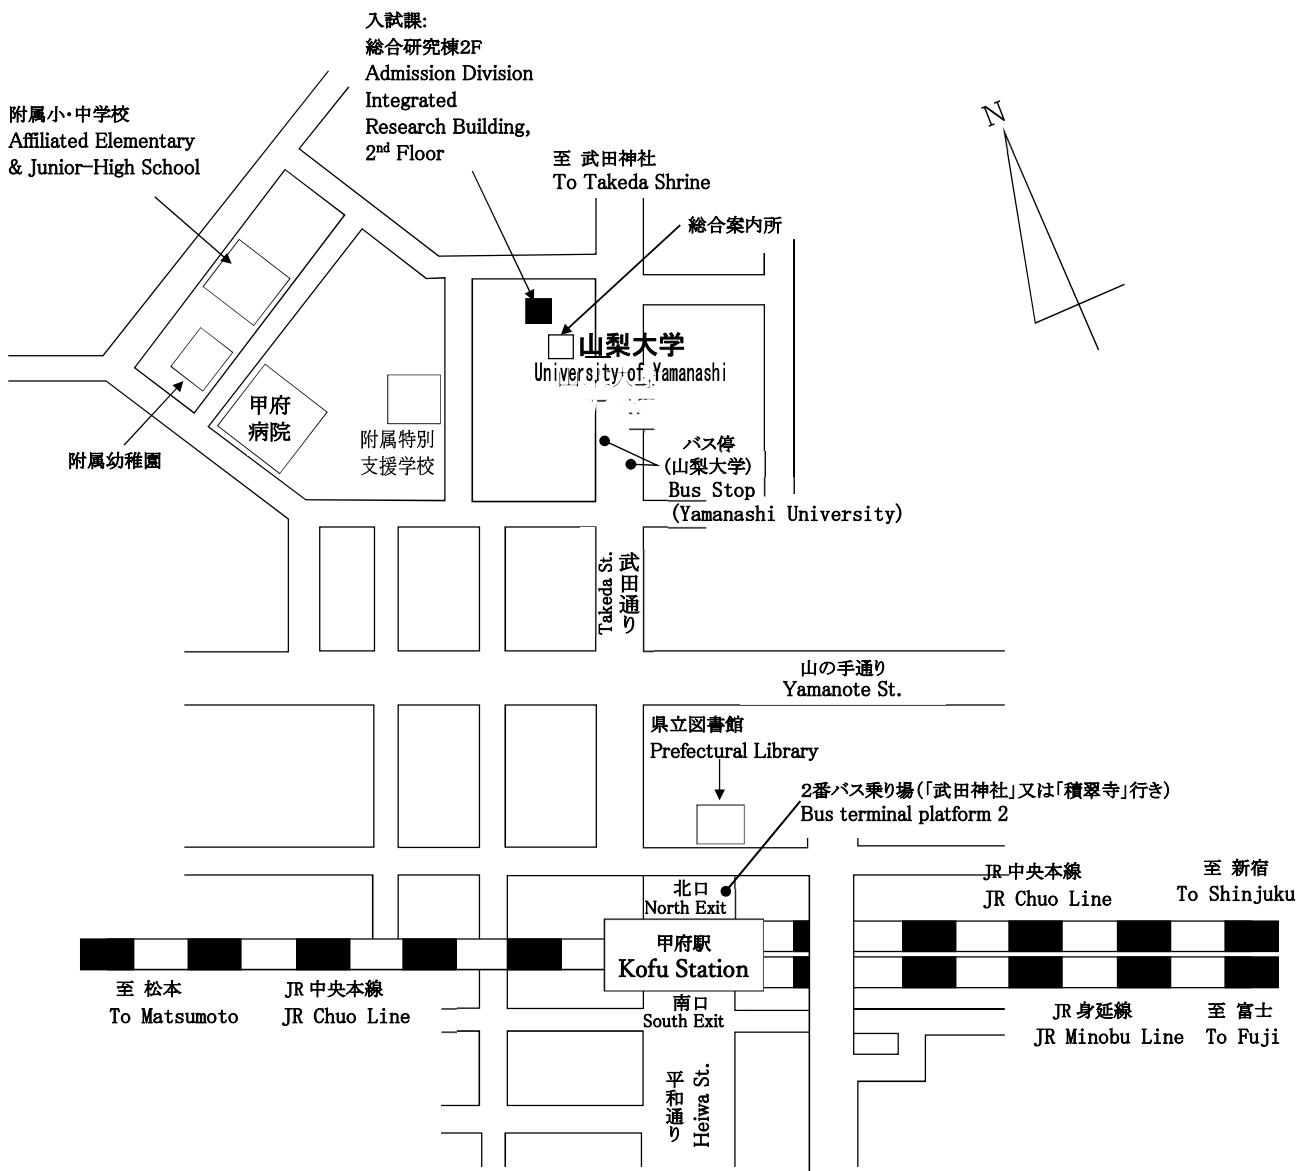 入試課:
総合研究棟2F
Admission Division
Integrated
Research Building,
2nd Floor
附属小・中学校
Affiliated Elementary
& Junior-High School
至 武田神社
To Takeda Shrine
N
総合案内所
山梨大学
University of Yamanashi
甲府
病院
附属特別
支援学校
附属幼稚園
バス停
(山梨大学)
Bus Stop
(Yamanashi University)
武田通り
Takeda St.
山の手通り
Yamanote St.
県立図書館
Prefectural Library
2番バス乗り場(「武田神社」又は「積翠寺」行き)
Bus terminal platform 2
北口
North Exit
JR 中央本線
JR Chuo Line
至 新宿
To Shinjuku
甲府駅
Kofu Station
至 松本
To Matsumoto
JR 中央本線
JR Chuo Line
南口
South Exit
JR 身延線
JR Minobu Line
至 富士
To Fuji
平和通り
Heiwa St.